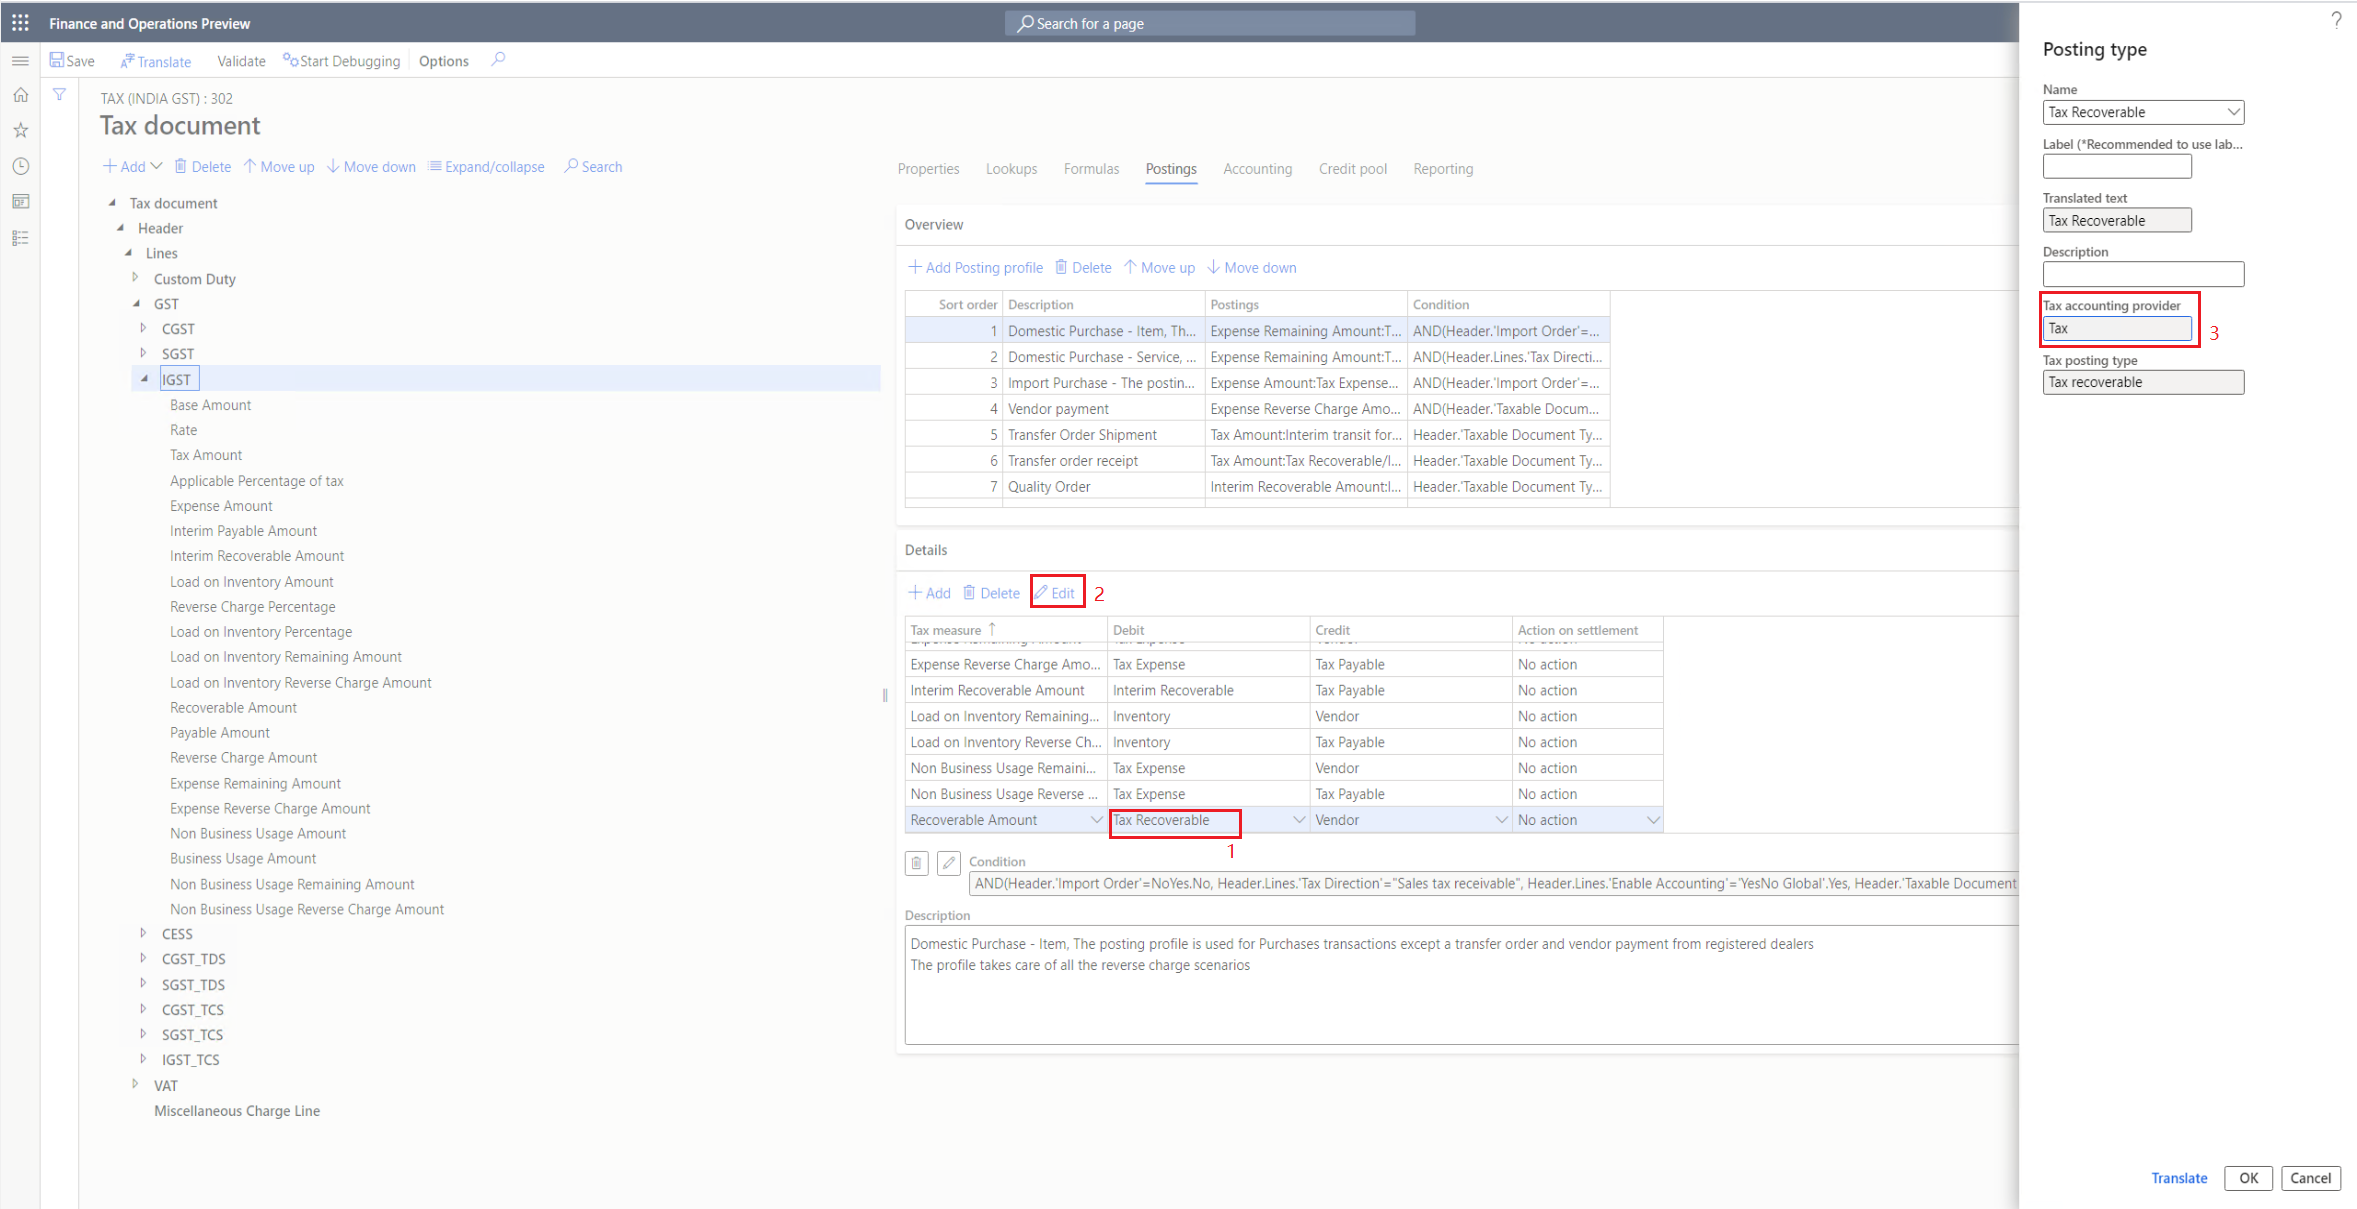 Finance and Operations Preview
Search for a page
?
Save
Translate
Validate
Start Debugging
Options
TAX (INDIA GST) : 302
Tax document
Add
Delete
Move up
Move down
Expand/collapse
Search
Tax document
Header
Lines
Custom Duty
GST
CGST
SGST
IGST
Base Amount
Rate
Tax Amount
Applicable Percentage of tax
Expense Amount
Interim Payable Amount
Interim Recoverable Amount
Load on Inventory Amount
Reverse Charge Percentage
Load on Inventory Percentage
Load on Inventory Remaining Amount
Load on Inventory Reverse Charge Amount
Recoverable Amount
Payable Amount
Reverse Charge Amount
Expense Remaining Amount
Expense Reverse Charge Amount
Non Business Usage Amount
Business Usage Amount
Non Business Usage Remaining Amount
Non Business Usage Reverse Charge Amount
CESS
CGST_TDS
SGST_TDS
CGST_TCS
SGST_TCS
IGST_TCS
VAT
Miscellaneous Charge Line
Properties
Lookups
Formulas
Postings
Accounting
Credit pool
Reporting
Overview
Add Posting profile
Delete
Move up
Move down
Sort order Description Postings Condition
1 Domestic Purchase - Item, Th... Expense Remaining Amount:T... AND(Header.'Import Order'=...
2 Domestic Purchase - Service, ... Expense Remaining Amount:T... AND(Header.Lines.'Tax Directi...
3 Import Purchase - The postin... Expense Amount:Tax Expense... AND(Header.'Import Order'=...
4 Vendor payment Expense Reverse Charge Amo... AND(Header.'Taxable Docum...
5 Transfer Order Shipment Tax Amount:Interim transit for... Header.'Taxable Document Ty...
6 Transfer order receipt Tax Amount:Tax Recoverable/I... Header.'Taxable Document Ty...
7 Quality Order Interim Recoverable Amount:I... Header.'Taxable Document Ty...
Details
Add
Delete
Edit
2
Tax measure Debit Credit Action on settlement
Expense Remaining Amount Tax Expense Vendor No action
Expense Reverse Charge Amo... Tax Expense Tax Payable No action
Interim Recoverable Amount Interim Recoverable Tax Payable No action
Load on Inventory Remaining... Inventory Vendor No action
Load on Inventory Reverse Ch... Inventory Tax Payable No action
Non Business Usage Remaini... Tax Expense Vendor No action
Non Business Usage Reverse ... Tax Expense Tax Payable No action
Recoverable Amount Tax Recoverable Vendor No action
1
Condition
AND(Header.'Import Order'=NoYes.No, Header.Lines.'Tax Direction'="Sales tax receivable", Header.Lines.'Enable Accounting'='YesNo Global'.Yes, Header.'Taxable Document
Description
Domestic Purchase - Item, The posting profile is used for Purchases transactions except a transfer order and vendor payment from registered dealers
The profile takes care of all the reverse charge scenarios
Posting type
Name
Tax Recoverable
Label (*Recommended to use lab...
Translated text
Tax Recoverable
Description
Tax accounting provider
Tax
3
Tax posting type
Tax recoverable
Translate
OK
Cancel